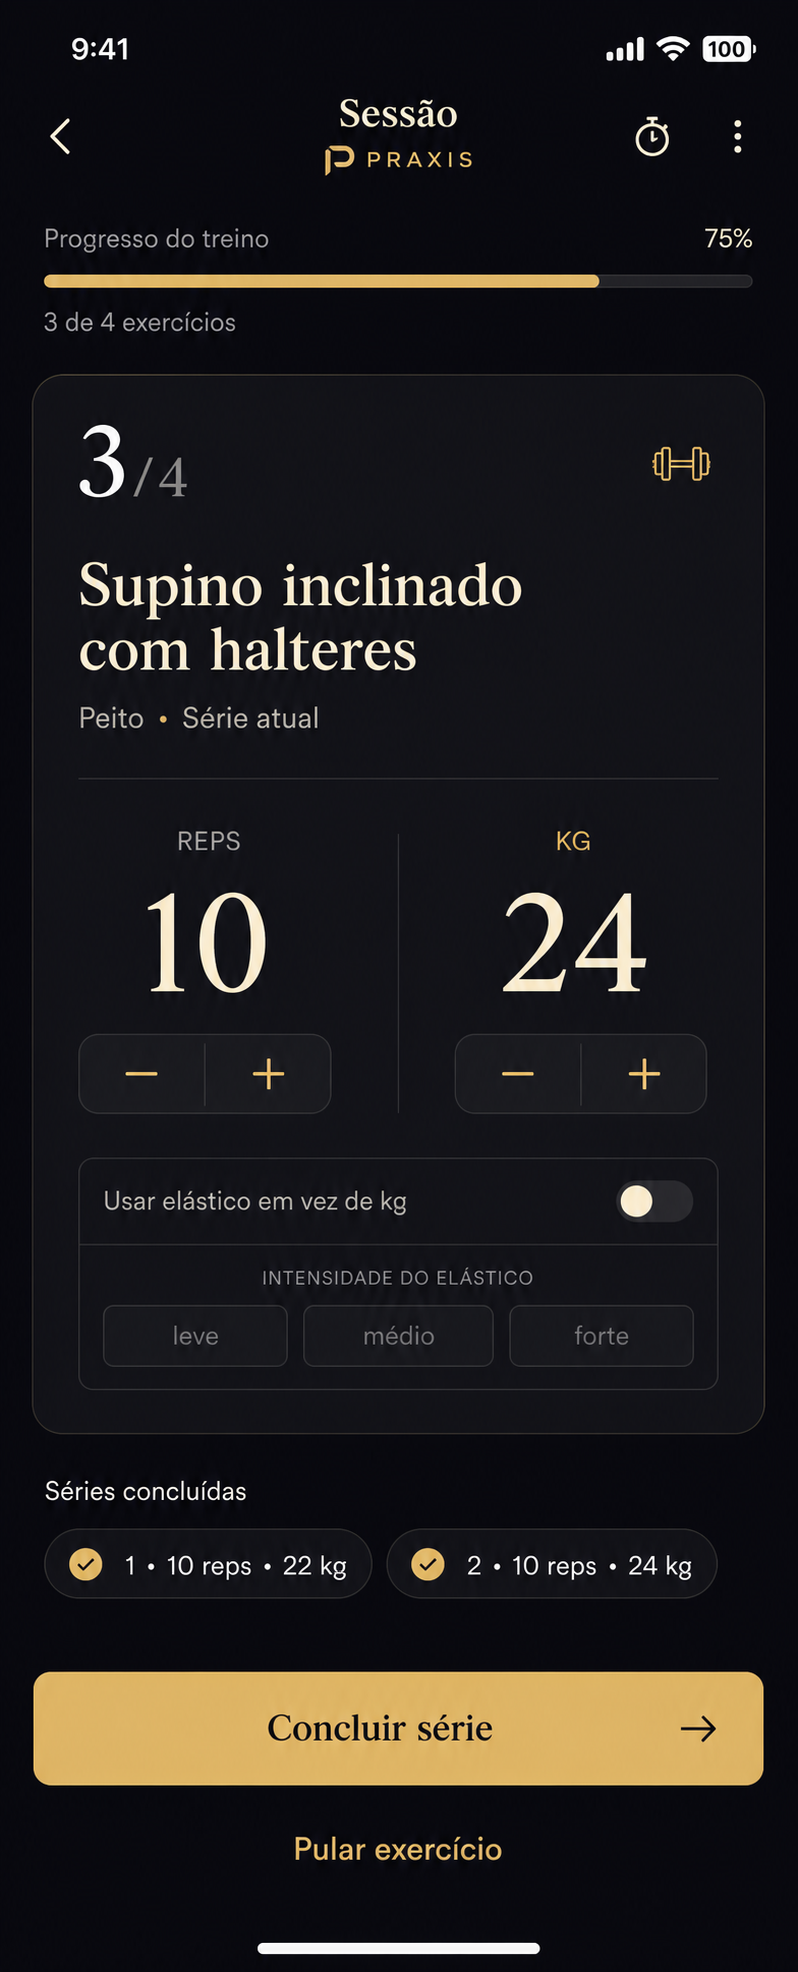 9:41
100
Sessão
PRAXIS
Progresso do treino 75%
3 de 4 exercícios
3/4
Supino inclinado
com halteres
Peito • Série atual
REPS KG
10 24
− + − +
Usar elástico em vez de kg
INTENSIDADE DO ELÁSTICO
leve médio forte
Séries concluídas
1 • 10 reps • 22 kg 2 • 10 reps • 24 kg
Concluir série →
Pular exercício